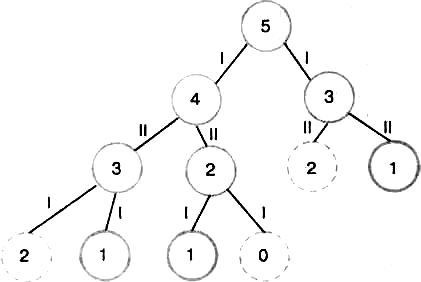 5
I I
4 3
II II II II
3 2 2 1
I I I I
2 1 1 0